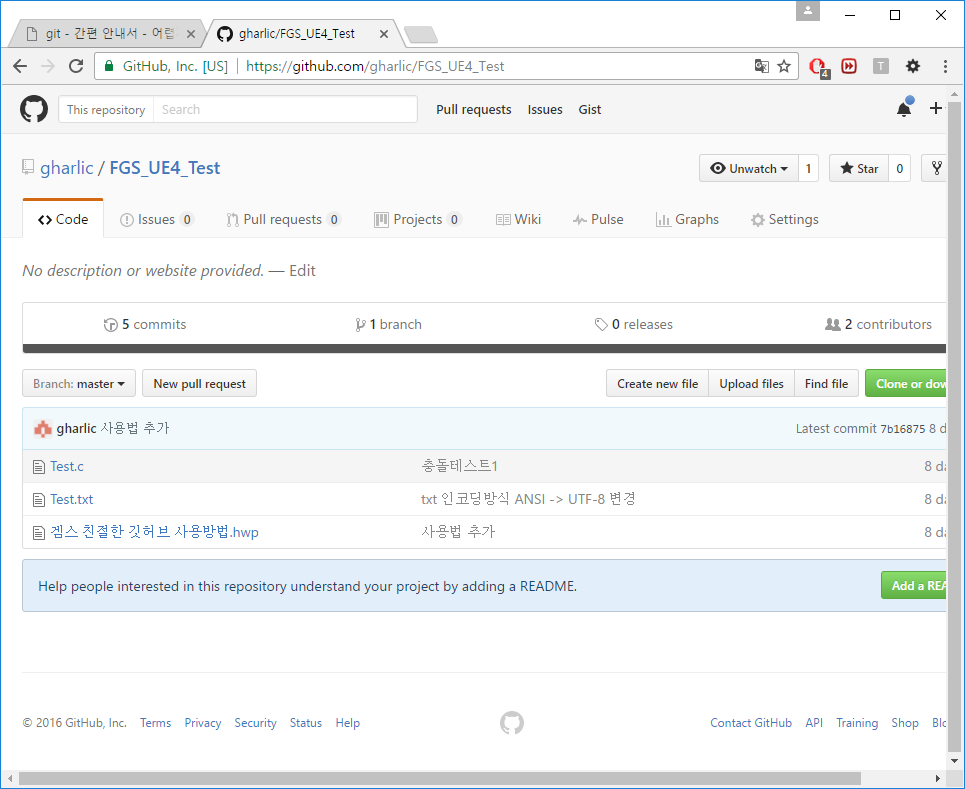 git - 간편 안내서 - 어렵
gharlic/FGS_UE4_Test
GitHub, Inc. [US] | https://github.com/gharlic/FGS_UE4_Test
4
T
This repository Search Pull requests Issues Gist
gharlic / FGS_UE4_Test
Unwatch 1 Star 0
Code Issues 0 Pull requests 0 Projects 0 Wiki Pulse Graphs Settings
No description or website provided. — Edit
5 commits 1 branch 0 releases 2 contributors
Branch: master New pull request Create new file Upload files Find file Clone or dow
gharlic 사용법 추가 Latest commit 7b16875 8 d
Test.c 충돌테스트1 8 da
Test.txt txt 인코딩방식 ANSI -> UTF-8 변경 8 da
겜스 친절한 깃허브 사용방법.hwp 사용법 추가 8 da
Help people interested in this repository understand your project by adding a README. Add a REA
© 2016 GitHub, Inc. Terms Privacy Security Status Help Contact GitHub API Training Shop Blo